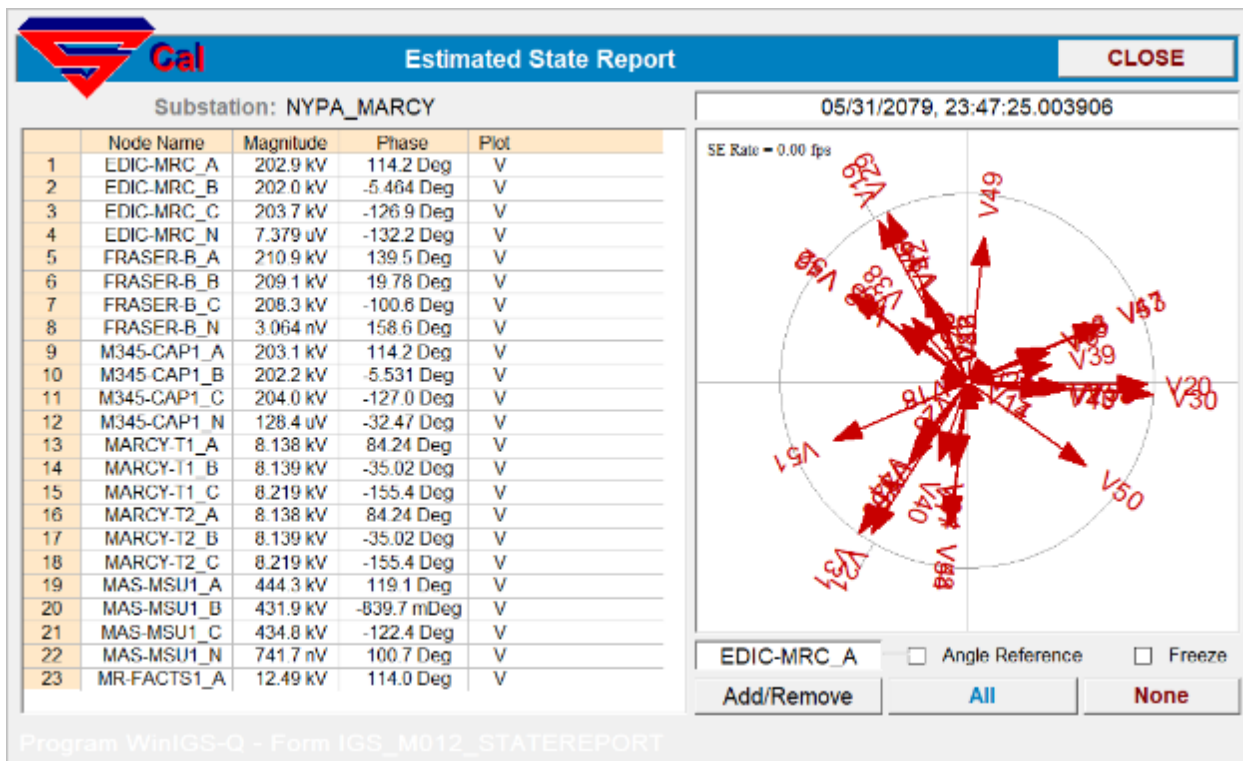 Cal
Estimated State Report
CLOSE
Substation: NYPA_MARCY
05/31/2079, 23:47:25.003906
Node Name Magnitude Phase Plot
1 EDIC-MRC_A 202.9 kV 114.2 Deg V
2 EDIC-MRC_B 202.0 kV -5.464 Deg V
3 EDIC-MRC_C 203.7 kV -126.9 Deg V
4 EDIC-MRC_N 7.379 uV -132.2 Deg V
5 FRASER-B_A 210.9 kV 139.5 Deg V
6 FRASER-B_B 209.1 kV 19.78 Deg V
7 FRASER-B_C 208.3 kV -100.6 Deg V
8 FRASER-B_N 3.064 nV 158.6 Deg V
9 M345-CAP1_A 203.1 kV 114.2 Deg V
10 M345-CAP1_B 202.2 kV -5.531 Deg V
11 M345-CAP1_C 204.0 kV -127.0 Deg V
12 M345-CAP1_N 128.4 uV -32.47 Deg V
13 MARCY-T1_A 8.138 kV 84.24 Deg V
14 MARCY-T1_B 8.139 kV -35.02 Deg V
15 MARCY-T1_C 8.219 kV -155.4 Deg V
16 MARCY-T2_A 8.138 kV 84.24 Deg V
17 MARCY-T2_B 8.139 kV -35.02 Deg V
18 MARCY-T2_C 8.219 kV -155.4 Deg V
19 MAS-MSU1_A 444.3 kV 119.1 Deg V
20 MAS-MSU1_B 431.9 kV -839.7 mDeg V
21 MAS-MSU1_C 434.8 kV -122.4 Deg V
22 MAS-MSU1_N 741.7 nV 100.7 Deg V
23 MR-FACTS1_A 12.49 kV 114.0 Deg V
SE Rate = 0.00 fps
V49
V39
V20
V30
V51
V50
V40
EDIC-MRC_A
Angle Reference
Freeze
Add/Remove
All
None
Program WinIGS-Q - Form IGS_M012_STATEREPORT